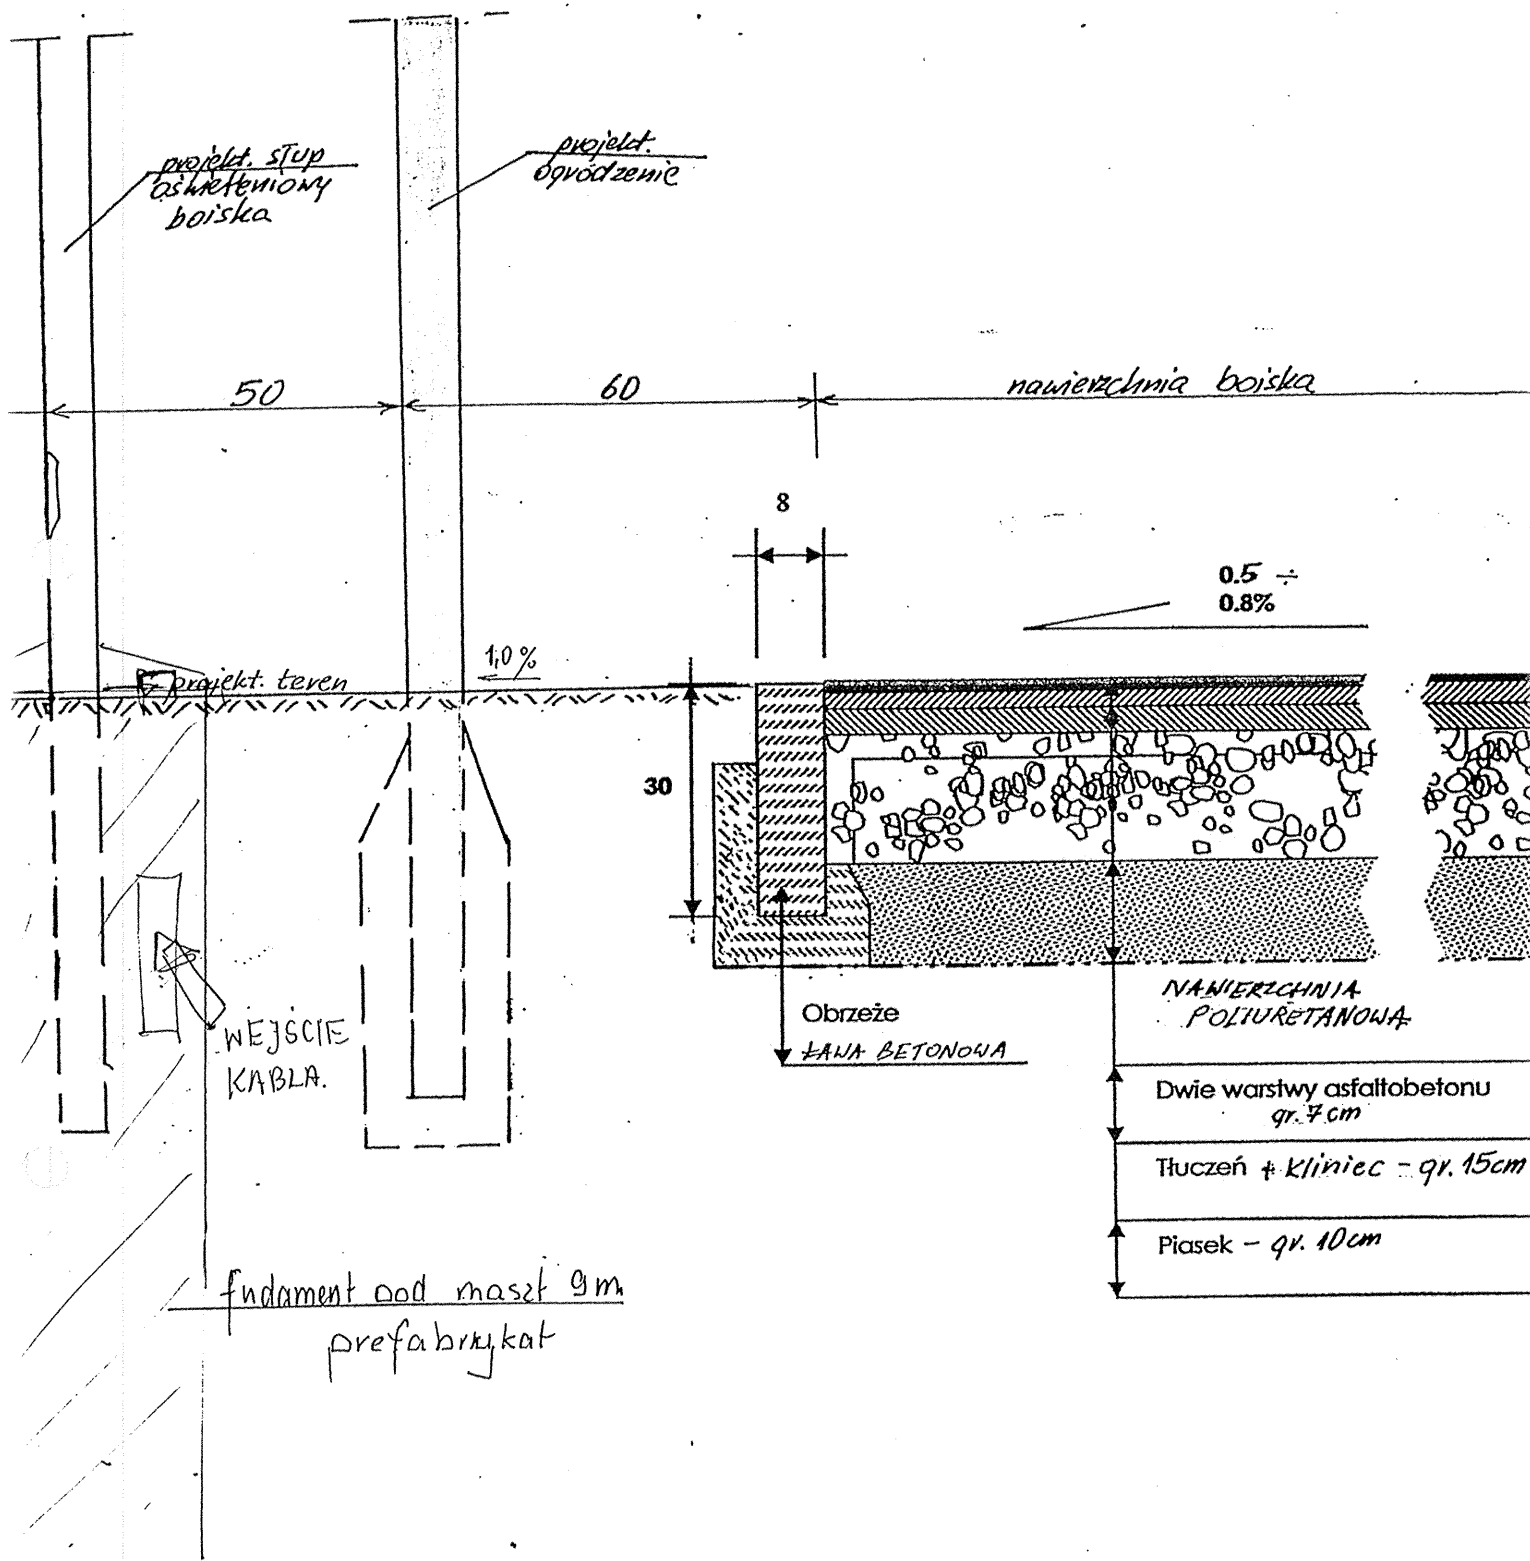 projekt. słup
oświetleniowy
boiska
projekt.
ogrodzenie
50
60
nawierzchnia boiska
8
0.5 ÷
0.8%
1,0%
projekt. teren
30
WEJŚCIE
KABLA.
Obrzeże
ŁAWA BETONOWA
NAWIERZCHNIA
POLIURETANOWA
Dwie warstwy asfaltobetonu
gr. 7 cm
Tłuczeń + kliniec - gr. 15cm
Piasek - gr. 10cm
fndament pod maszt 9m
prefabrykat